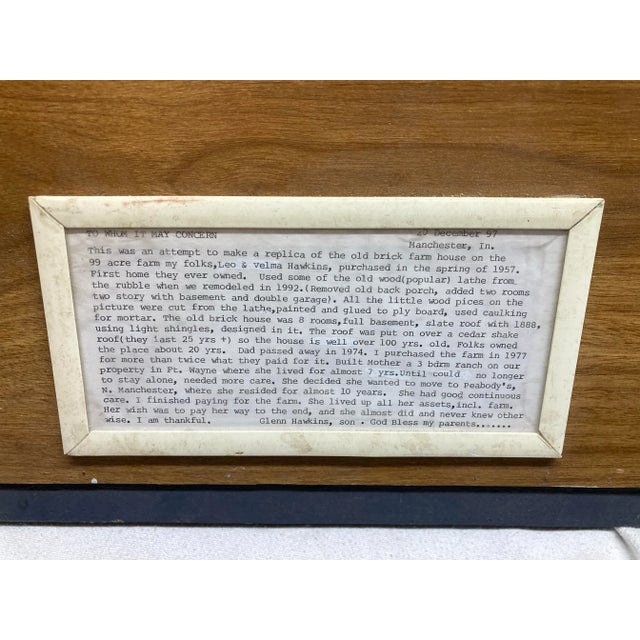 TO WHOM IT MAY CONCERN 29 December 97
Manchester, In.
This was an attempt to make a replica of the old brick farm house on the
99 acre farm my folks,Leo & Velma Hawkins, purchased in the spring of 1957.
First home they ever owned. Used some of the old wood(popular) lathe from
the rubble when we remodeled in 1992.(Removed old back porch, added two rooms
two story with basement and double garage). All the little wood pices on the
picture were cut from the lathe,painted and glued to ply board, used caulking
for mortar. The old brick house was 8 rooms,full basement, slate roof with 1888,
using light shingles, designed in it. The roof was put on over a cedar shake
roof(they last 25 yrs +) so the house is well over 100 yrs. old. Folks owned
the place about 20 yrs. Dad passed away in 1974. I purchased the farm in 1977
for more than twice what they paid for it. Built Mother a 3 bdrm ranch on our
property in Ft. Wayne where she lived for almost 7 yrs.Until could no longer
to stay alone, needed more care. She decided she wanted to move to Peabody's,
N. Manchester, where she resided for almost 10 years. She had good continuous
care. I finished paying for the farm. She lived up all her assets,incl. farm.
Her wish was to pay her way to the end, and she almost did and never knew other
wise. I am thankful. Glenn Hawkins, son . God Bless my parents.......